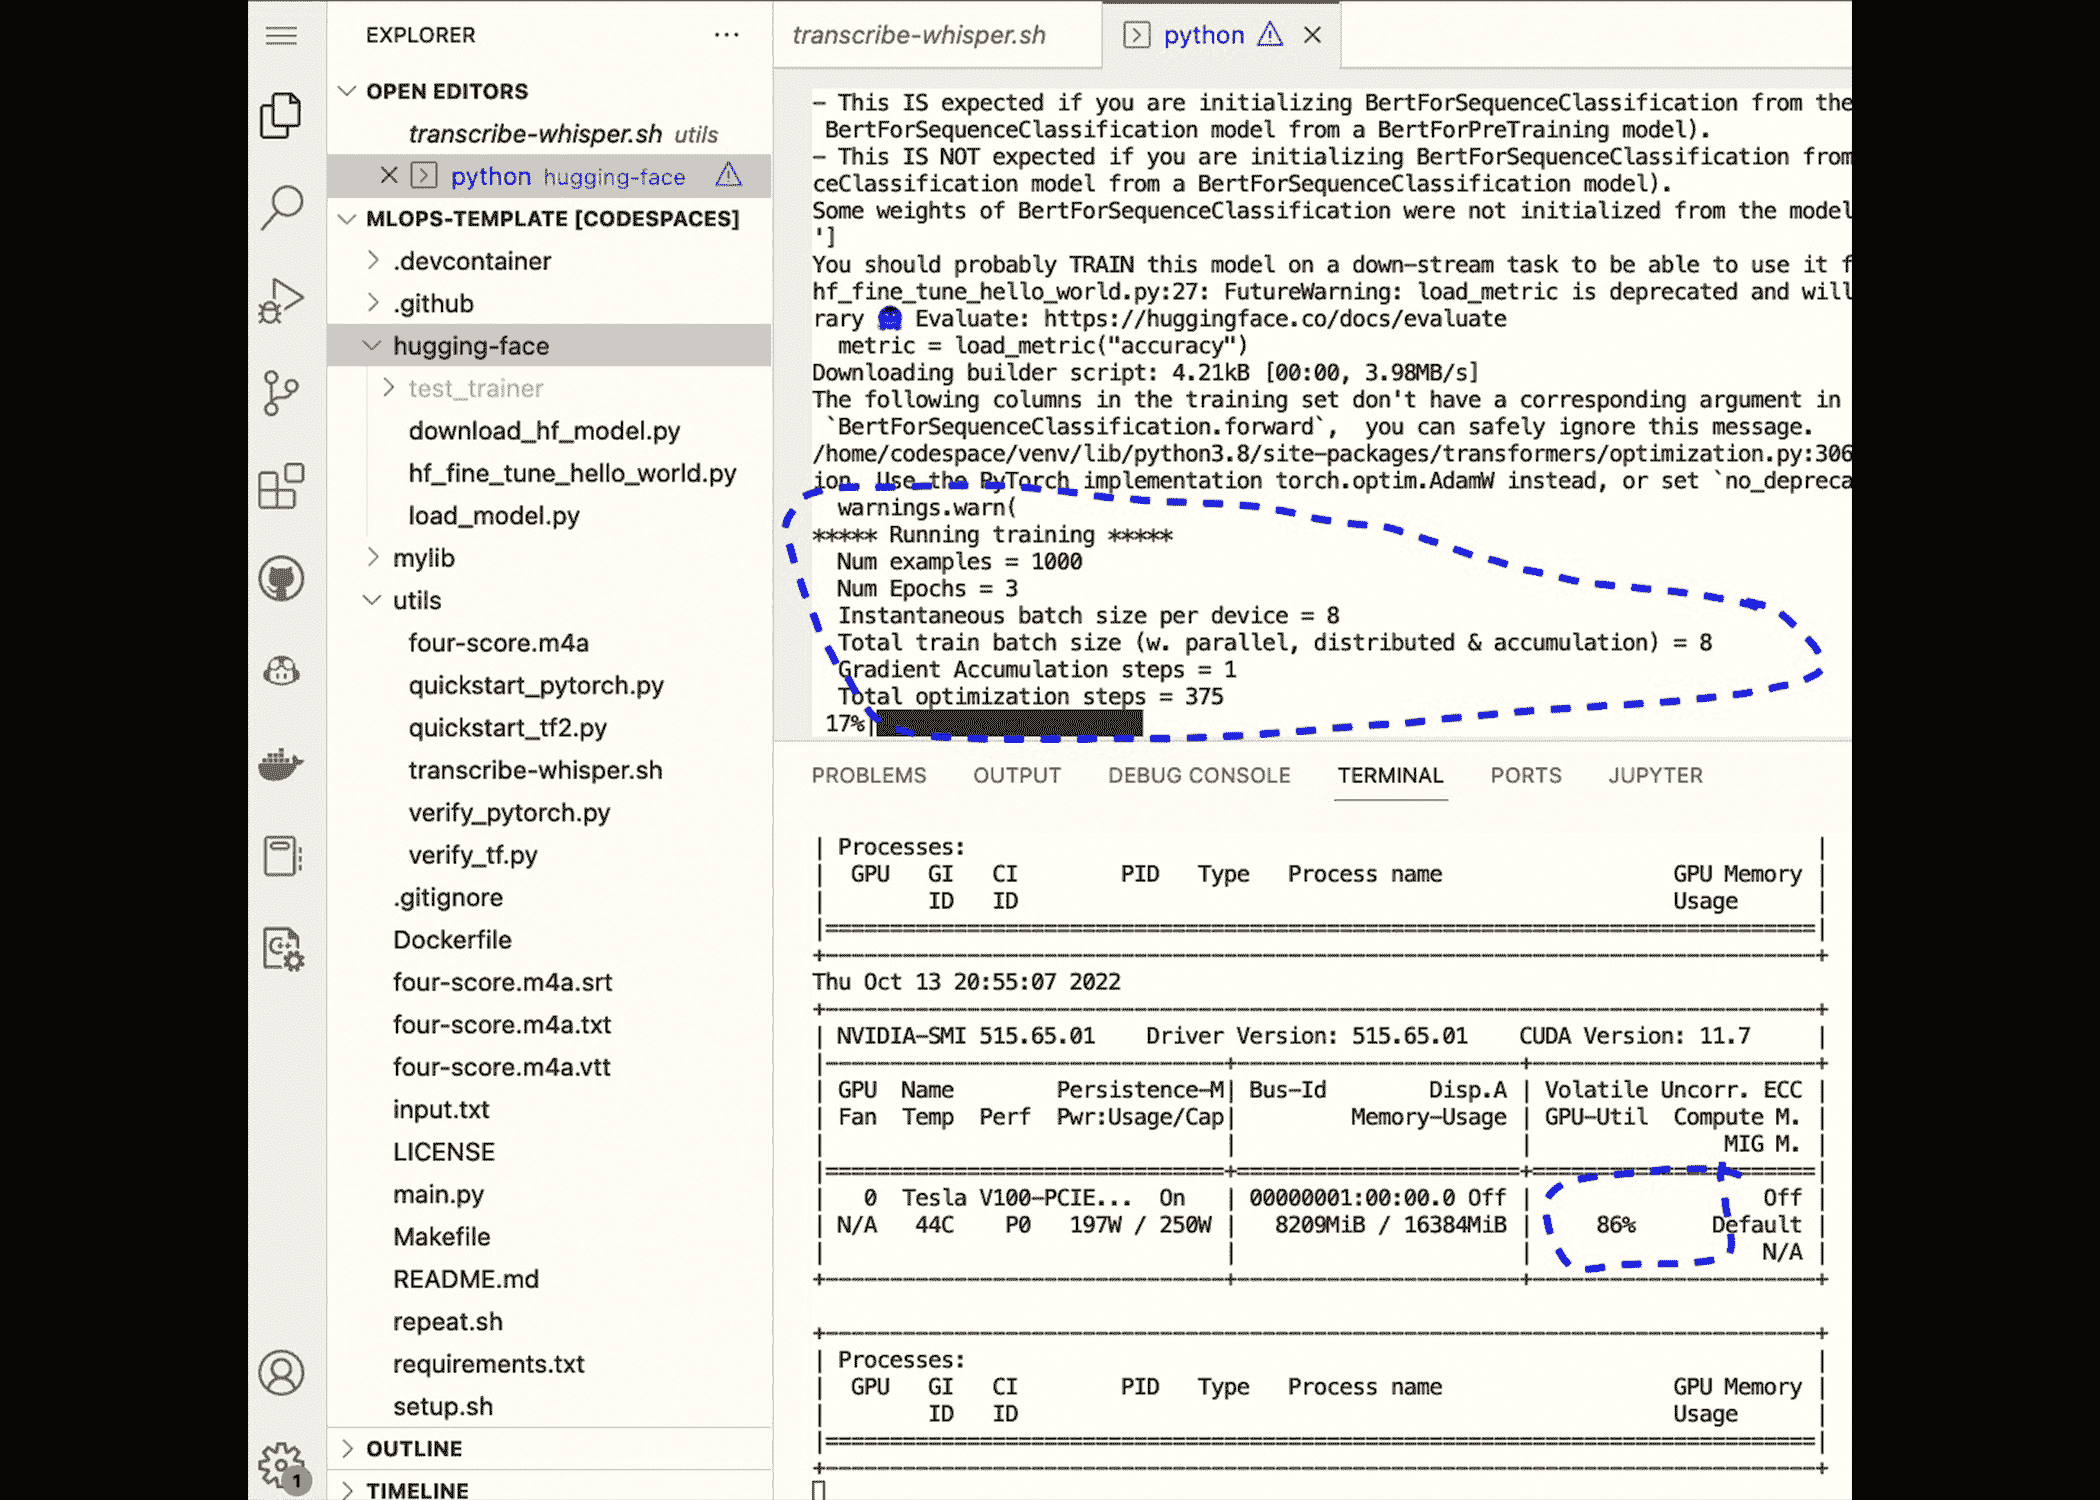 EXPLORER
OPEN EDITORS
transcribe-whisper.sh utils
python hugging-face
MLOPS-TEMPLATE [CODESPACES]
.devcontainer
.github
hugging-face
test_trainer
download_hf_model.py
hf_fine_tune_hello_world.py
load_model.py
mylib
utils
four-score.m4a
quickstart_pytorch.py
quickstart_tf2.py
transcribe-whisper.sh
verify_pytorch.py
verify_tf.py
.gitignore
Dockerfile
four-score.m4a.srt
four-score.m4a.txt
four-score.m4a.vtt
input.txt
LICENSE
main.py
Makefile
README.md
repeat.sh
requirements.txt
setup.sh
OUTLINE
TIMELINE
1
transcribe-whisper.sh
python
- This IS expected if you are initializing BertForSequenceClassification from the
BertForSequenceClassification model from a BertForPreTraining model).
- This IS NOT expected if you are initializing BertForSequenceClassification from
ceClassification model from a BertForSequenceClassification model).
Some weights of BertForSequenceClassification were not initialized from the model
']
You should probably TRAIN this model on a down-stream task to be able to use it f
hf_fine_tune_hello_world.py:27: FutureWarning: load_metric is deprecated and will
rary 🤗 Evaluate: https://huggingface.co/docs/evaluate
metric = load_metric("accuracy")
Downloading builder script: 4.21kB [00:00, 3.98MB/s]
The following columns in the training set don't have a corresponding argument in
`BertForSequenceClassification.forward`, you can safely ignore this message.
/home/codespace/venv/lib/python3.8/site-packages/transformers/optimization.py:306
ion. Use the PyTorch implementation torch.optim.AdamW instead, or set `no_depreca
warnings.warn(
***** Running training *****
Num examples = 1000
Num Epochs = 3
Instantaneous batch size per device = 8
Total train batch size (w. parallel, distributed & accumulation) = 8
Gradient Accumulation steps = 1
Total optimization steps = 375
17%|
PROBLEMS OUTPUT DEBUG CONSOLE TERMINAL PORTS JUPYTER
| Processes: |
| GPU GI CI PID Type Process name GPU Memory |
| ID ID Usage |
Thu Oct 13 20:55:07 2022
| NVIDIA-SMI 515.65.01 Driver Version: 515.65.01 CUDA Version: 11.7 |
| GPU Name Persistence-M| Bus-Id Disp.A | Volatile Uncorr. ECC |
| Fan Temp Perf Pwr:Usage/Cap| Memory-Usage | GPU-Util Compute M. |
| | | MIG M. |
| 0 Tesla V100-PCIE... On | 00000001:00:00.0 Off | Off |
| N/A 44C P0 197W / 250W | 8209MiB / 16384MiB | 86% Default |
| | | N/A |
| Processes: |
| GPU GI CI PID Type Process name GPU Memory |
| ID ID Usage |